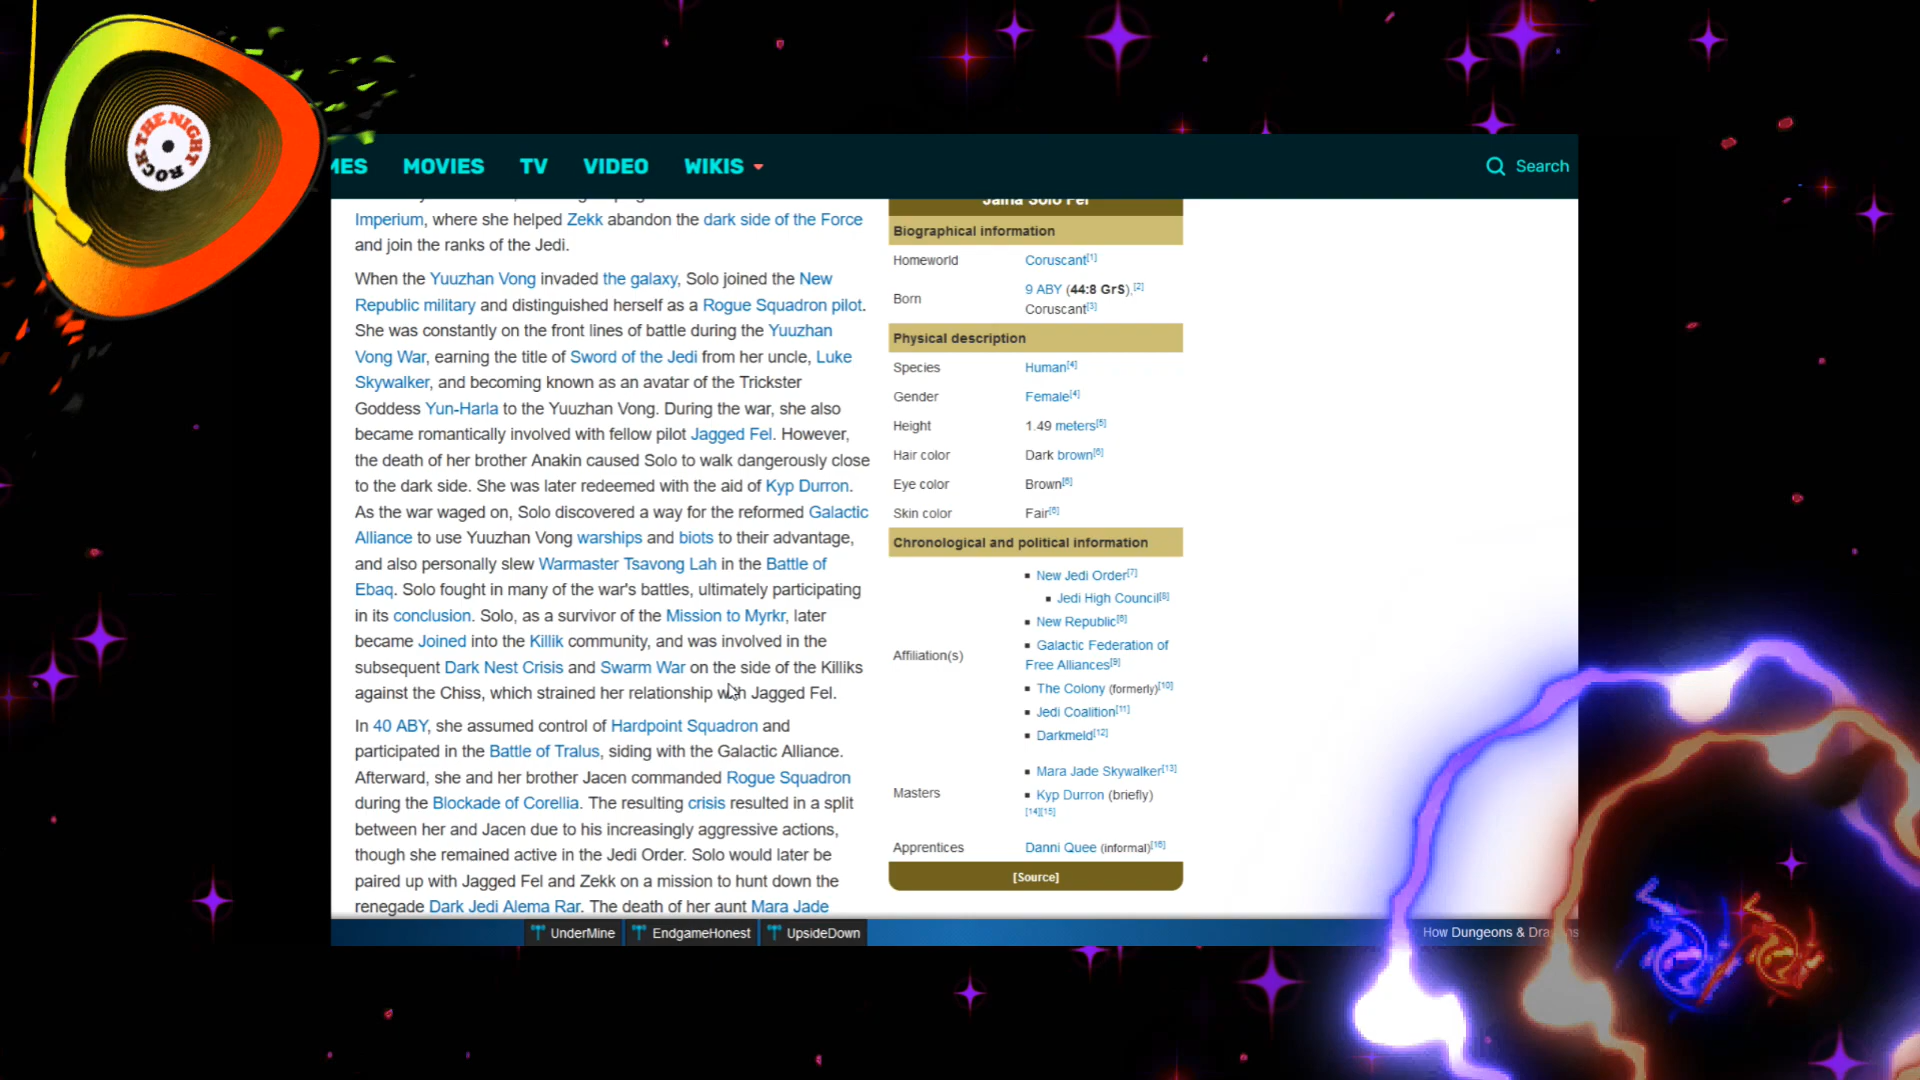 THE NIGHT
ROCK
MES MOVIES TV VIDEO WIKIS Search
Imperium, where she helped Zekk abandon the dark side of the Force
and join the ranks of the Jedi.
When the Yuuzhan Vong invaded the galaxy, Solo joined the New
Republic military and distinguished herself as a Rogue Squadron pilot.
She was constantly on the front lines of battle during the Yuuzhan
Vong War, earning the title of Sword of the Jedi from her uncle, Luke
Skywalker, and becoming known as an avatar of the Trickster
Goddess Yun-Harla to the Yuuzhan Vong. During the war, she also
became romantically involved with fellow pilot Jagged Fel. However,
the death of her brother Anakin caused Solo to walk dangerously close
to the dark side. She was later redeemed with the aid of Kyp Durron.
As the war waged on, Solo discovered a way for the reformed Galactic
Alliance to use Yuuzhan Vong warships and biots to their advantage,
and also personally slew Warmaster Tsavong Lah in the Battle of
Ebaq. Solo fought in many of the war's battles, ultimately participating
in its conclusion. Solo, as a survivor of the Mission to Myrkr, later
became Joined into the Killik community, and was involved in the
subsequent Dark Nest Crisis and Swarm War on the side of the Killiks
against the Chiss, which strained her relationship with Jagged Fel.
In 40 ABY, she assumed control of Hardpoint Squadron and
participated in the Battle of Tralus, siding with the Galactic Alliance.
Afterward, she and her brother Jacen commanded Rogue Squadron
during the Blockade of Corellia. The resulting crisis resulted in a split
between her and Jacen due to his increasingly aggressive actions,
though she remained active in the Jedi Order. Solo would later be
paired up with Jagged Fel and Zekk on a mission to hunt down the
renegade Dark Jedi Alema Rar. The death of her aunt Mara Jade
Jaina Solo Fel
Biographical information
Homeworld Coruscant[1]
Born 9 ABY (44:8 GrS),[2]
Coruscant[3]
Physical description
Species Human[4]
Gender Female[4]
Height 1.49 meters[5]
Hair color Dark brown[6]
Eye color Brown[6]
Skin color Fair[6]
Chronological and political information
Affiliation(s)
New Jedi Order[7]
Jedi High Council[8]
New Republic[8]
Galactic Federation of
Free Alliances[9]
The Colony (formerly)[10]
Jedi Coalition[11]
Darkmeld[12]
Masters
Mara Jade Skywalker[13]
Kyp Durron (briefly)
[14][15]
Apprentices Danni Quee (informal)[16]
[Source]
UnderMine EndgameHonest UpsideDown How Dungeons & Dragons